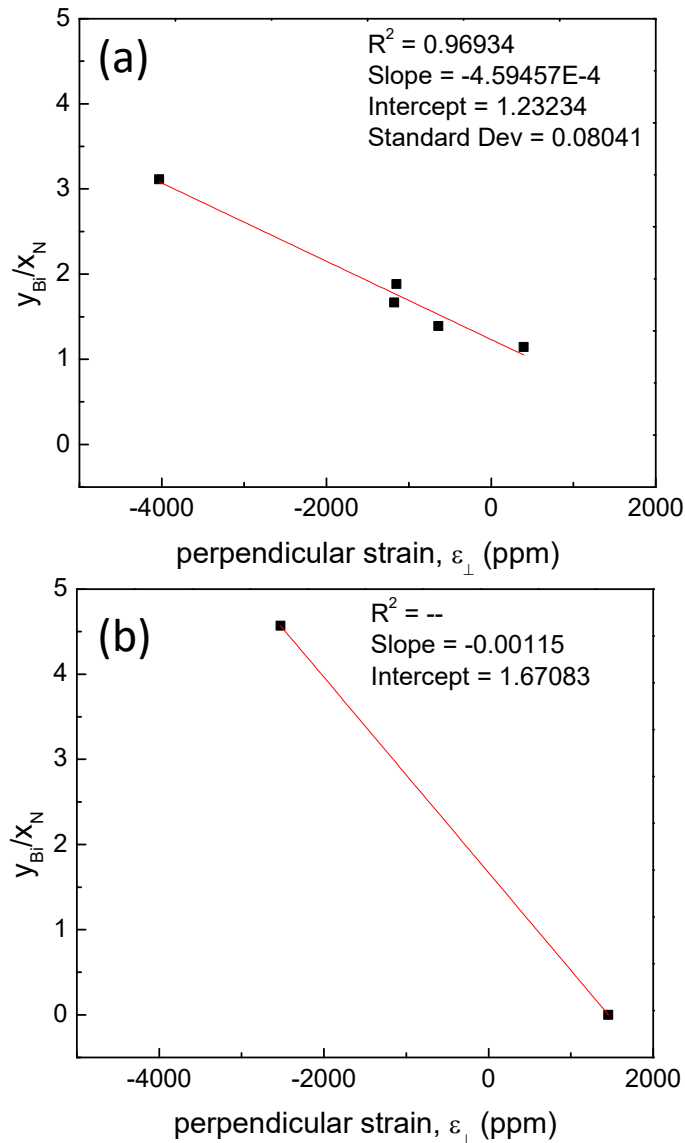 (a)
R² = 0.96934
Slope = -4.59457E-4
Intercept = 1.23234
Standard Dev = 0.08041
5
4
3
2
1
0
y_Bi/x_N
-4000 -2000 0 2000
perpendicular strain, ε_⊥ (ppm)
(b)
R² = --
Slope = -0.00115
Intercept = 1.67083
5
4
3
2
1
0
y_Bi/x_N
-4000 -2000 0 2000
perpendicular strain, ε_⊥ (ppm)